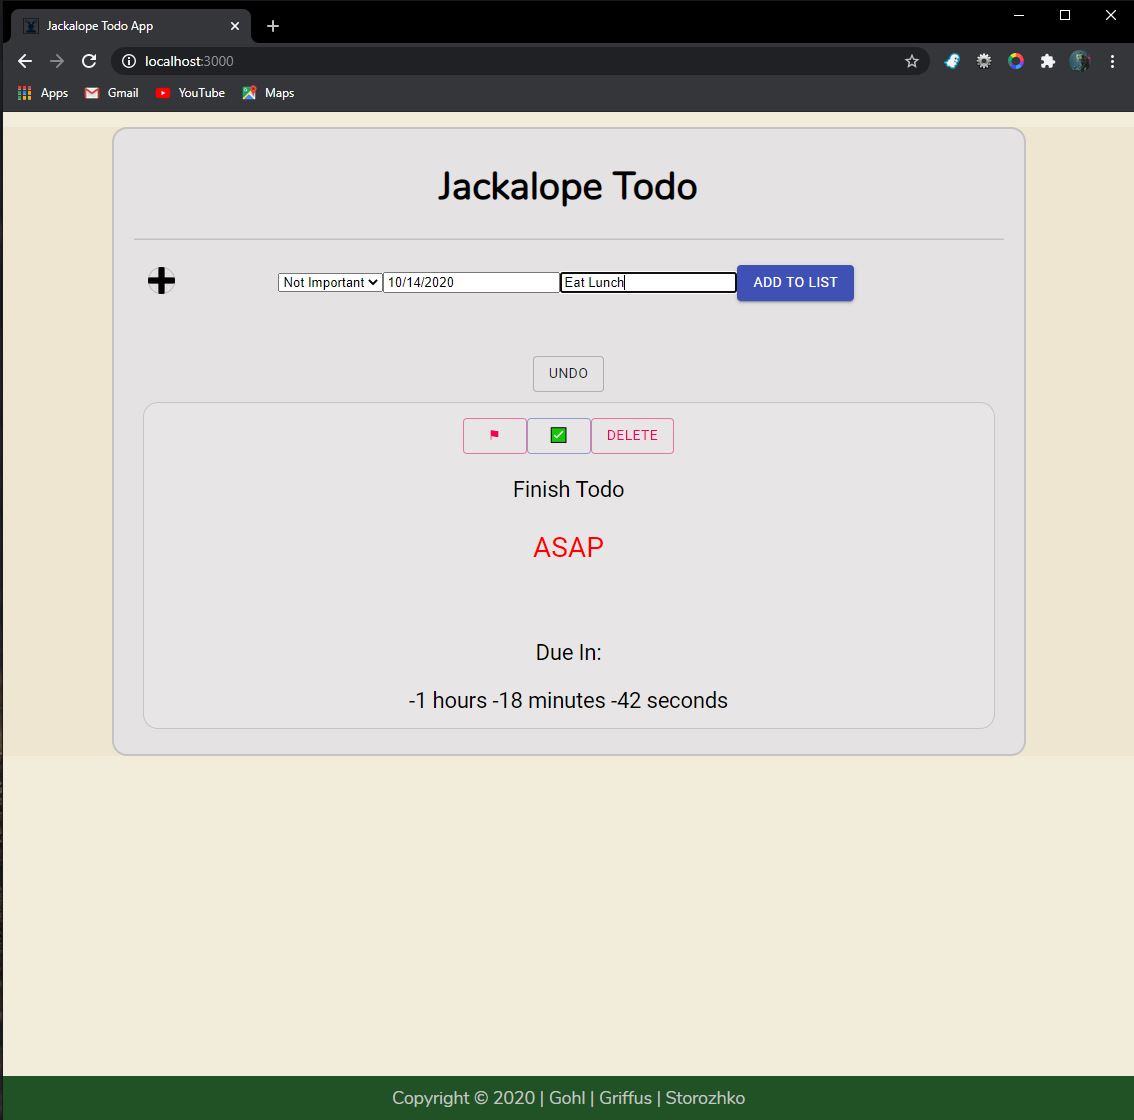 Jackalope Todo App
localhost:3000
Apps Gmail YouTube Maps
Jackalope Todo
Not Important 10/14/2020 Eat Lunch ADD TO LIST
UNDO
DELETE
Finish Todo
ASAP
Due In:
-1 hours -18 minutes -42 seconds
Copyright © 2020 | Gohl | Griffus | Storozhko